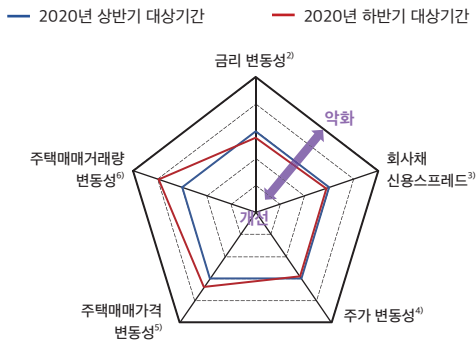 2020년 상반기 대상기간
2020년 하반기 대상기간
금리 변동성2)
악화
회사채
신용스프레드3)
주택매매거래량
변동성6)
개선
주가 변동성4)
주택매매가격
변동성5)